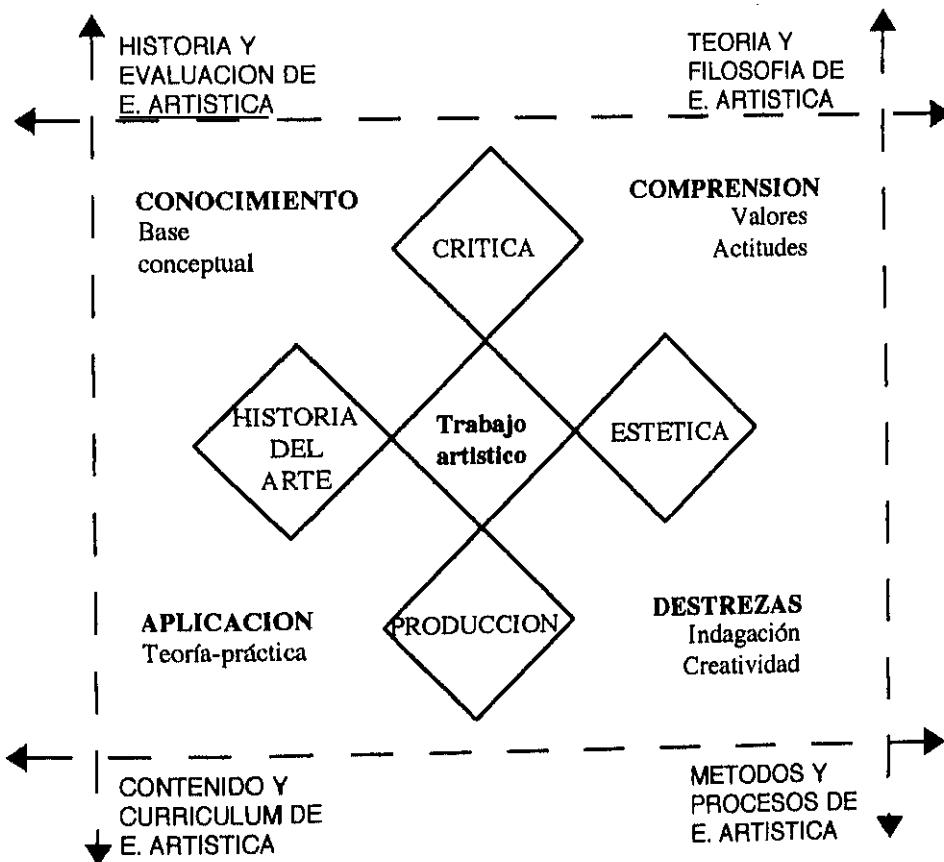 HISTORIA Y
EVALUACION DE
E. ARTISTICA
TEORIA Y
FILOSOFIA DE
E. ARTISTICA
CONOCIMIENTO
Base
conceptual
COMPRENSION
Valores
Actitudes
CRITICA
HISTORIA
DEL
ARTE
Trabajo
artistico
ESTETICA
APLICACION
Teoría-práctica
PRODUCCION
DESTREZAS
Indagación
Creatividad
CONTENIDO Y
CURRICULUM DE
E. ARTISTICA
METODOS Y
PROCESOS DE
E. ARTISTICA